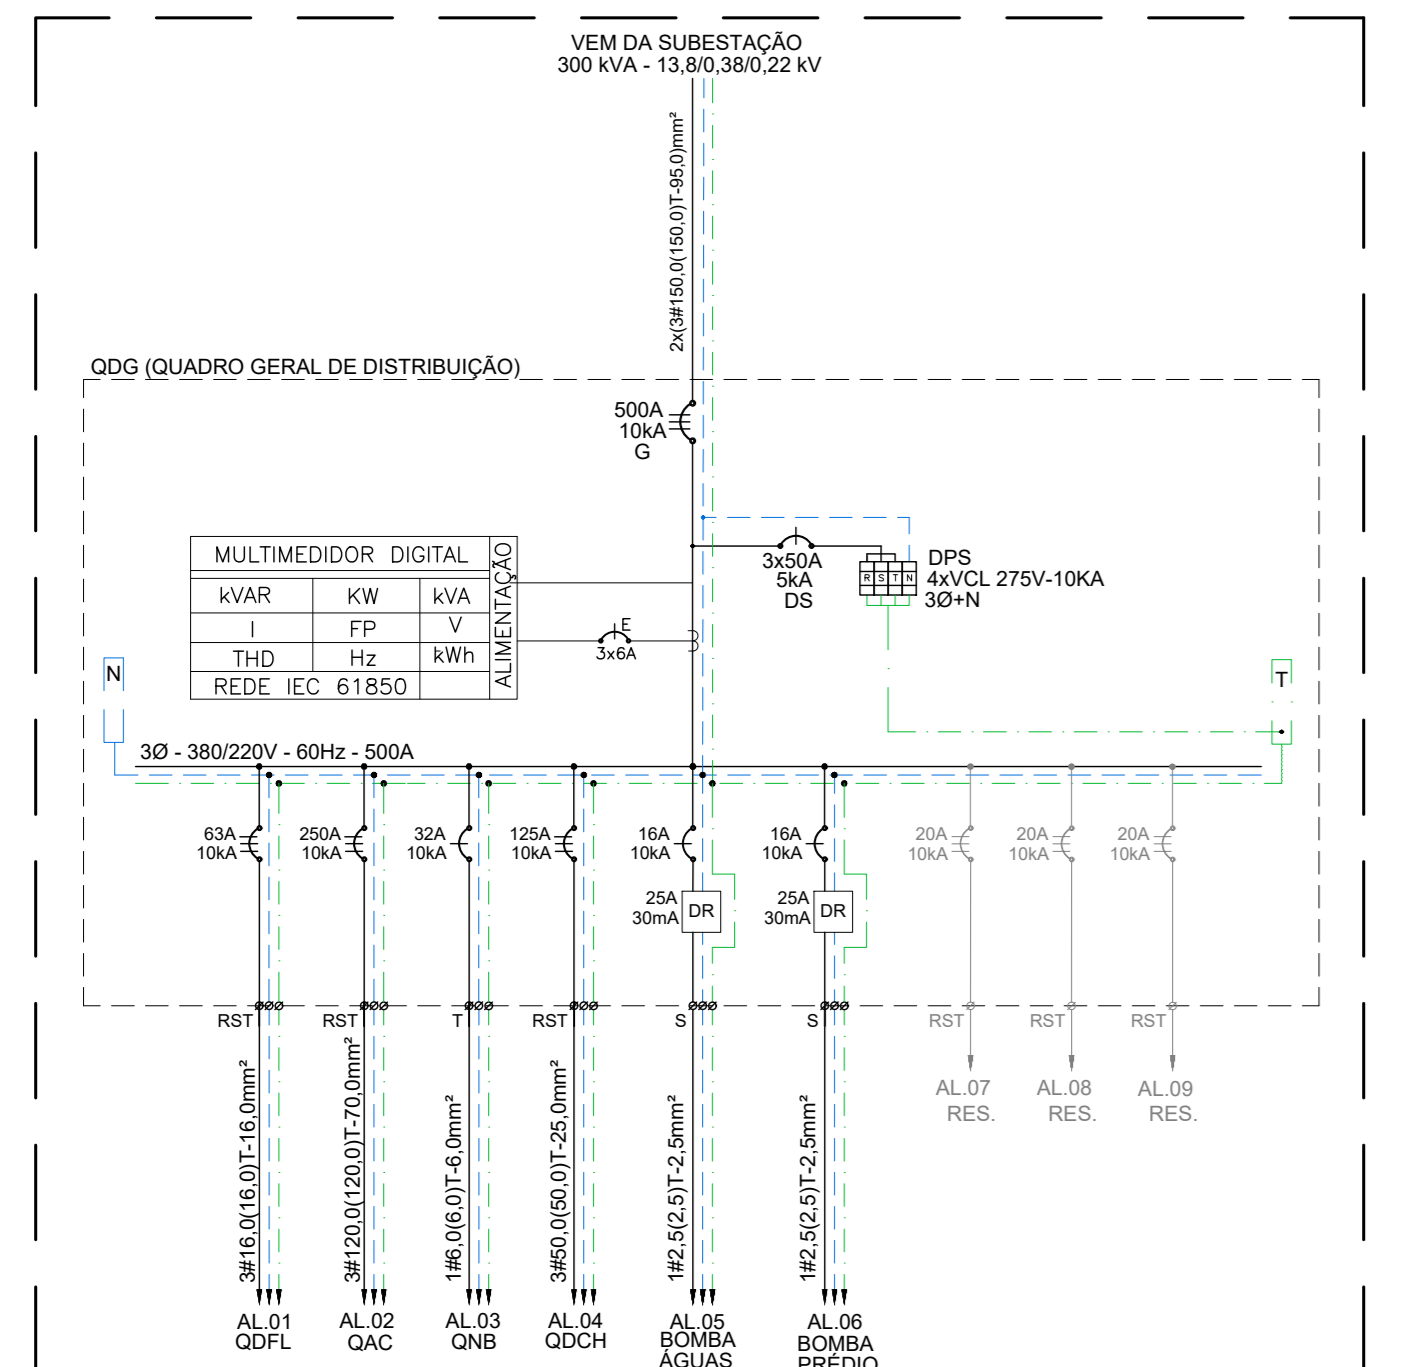 VEM DA SUBESTAÇÃO
300 kVA - 13,8/0,38/0,22 kV
2x(3#150,0(150,0)T-95,0)mm²
QDG (QUADRO GERAL DE DISTRIBUIÇÃO)
500A
10kA
G
3x50A
5kA
DS
R S T N
DPS
4xVCL 275V-10KA
3Ø+N
MULTIMEDIDOR DIGITAL
kVAR KW kVA
I FP V
THD Hz kWh
REDE IEC 61850
ALIMENTAÇÃO
E
3x6A
N
T
3Ø - 380/220V - 60Hz - 500A
63A
10kA
250A
10kA
32A
10kA
125A
10kA
16A
10kA
16A
10kA
20A
10kA
20A
10kA
20A
10kA
25A
30mA
DR
25A
30mA
DR
RST
RST
T
RST
S
S
RST
RST
RST
3#16,0(16,0)T-16,0mm²
3#120,0(120,0)T-70,0mm²
1#6,0(6,0)T-6,0mm²
3#50,0(50,0)T-25,0mm²
1#2,5(2,5)T-2,5mm²
1#2,5(2,5)T-2,5mm²
AL.07
RES.
AL.08
RES.
AL.09
RES.
AL.01
QDFL
AL.02
QAC
AL.03
QNB
AL.04
QDCH
AL.05
BOMBA
ÁGUAS
AL.06
BOMBA
PRÉDIO